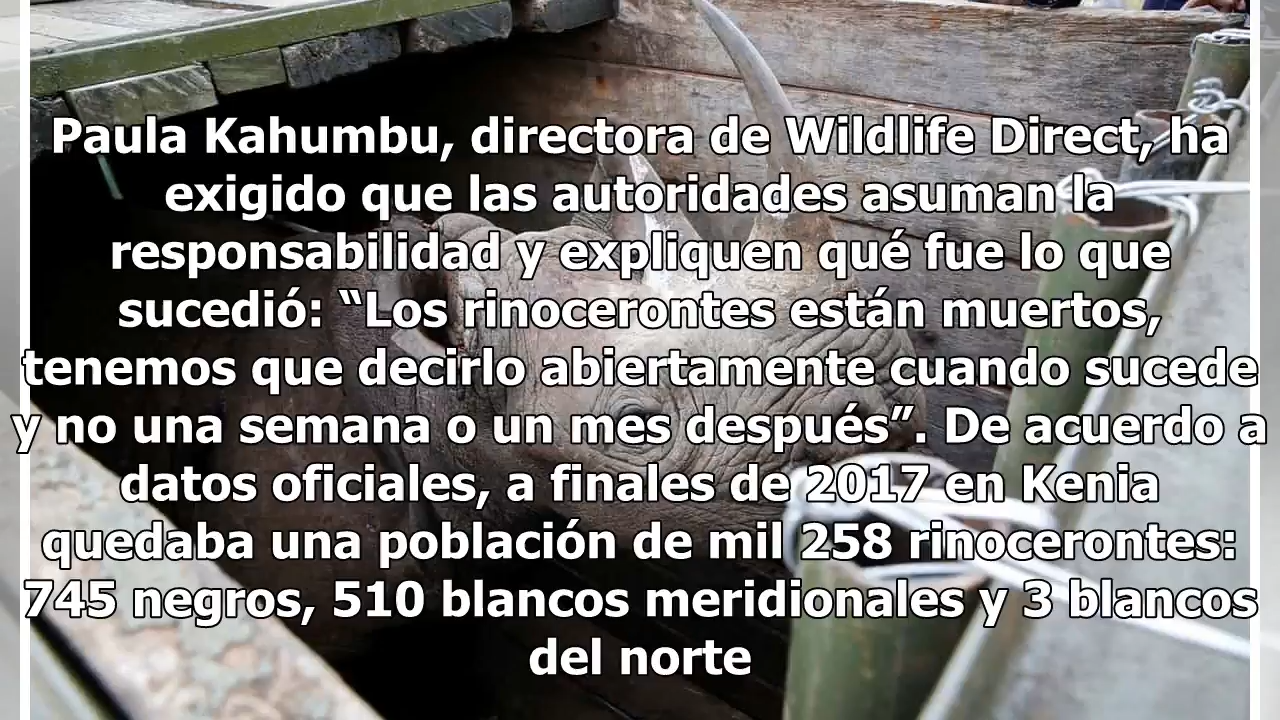 Paula Kahumbu, directora de Wildlife Direct, ha
exigido que las autoridades asuman la
responsabilidad y expliquen qué fue lo que
sucedió: “Los rinocerontes están muertos,
tenemos que decirlo abiertamente cuando sucede
y no una semana o un mes después”. De acuerdo a
datos oficiales, a finales de 2017 en Kenia
quedaba una población de mil 258 rinocerontes:
745 negros, 510 blancos meridionales y 3 blancos
del norte